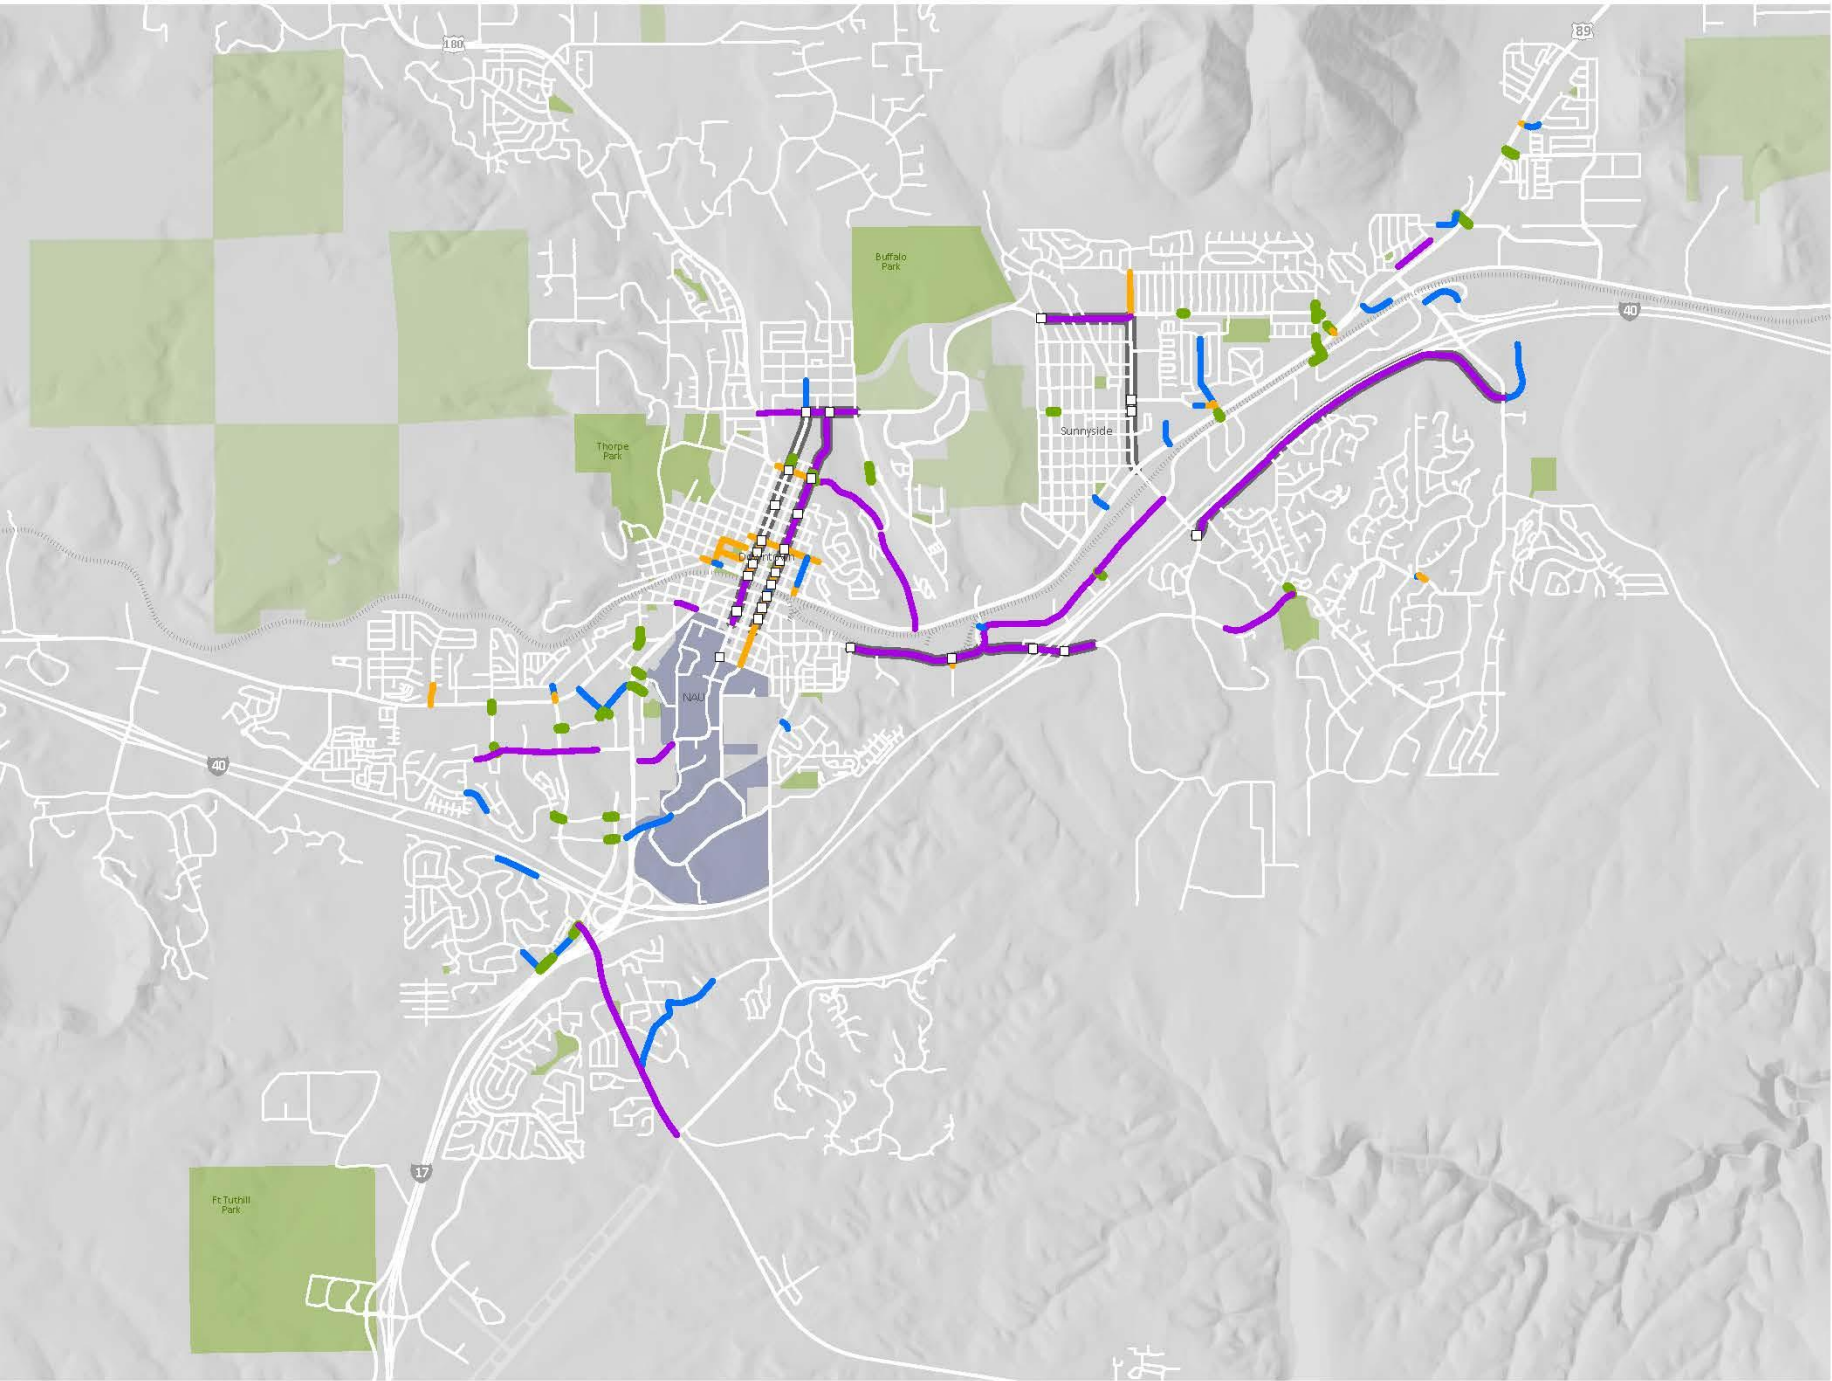 89
180
Buffalo
Park
40
Sunnyside
Thorpe
Park
Downtown
NAU
40
17
Ft Tuthill
Park